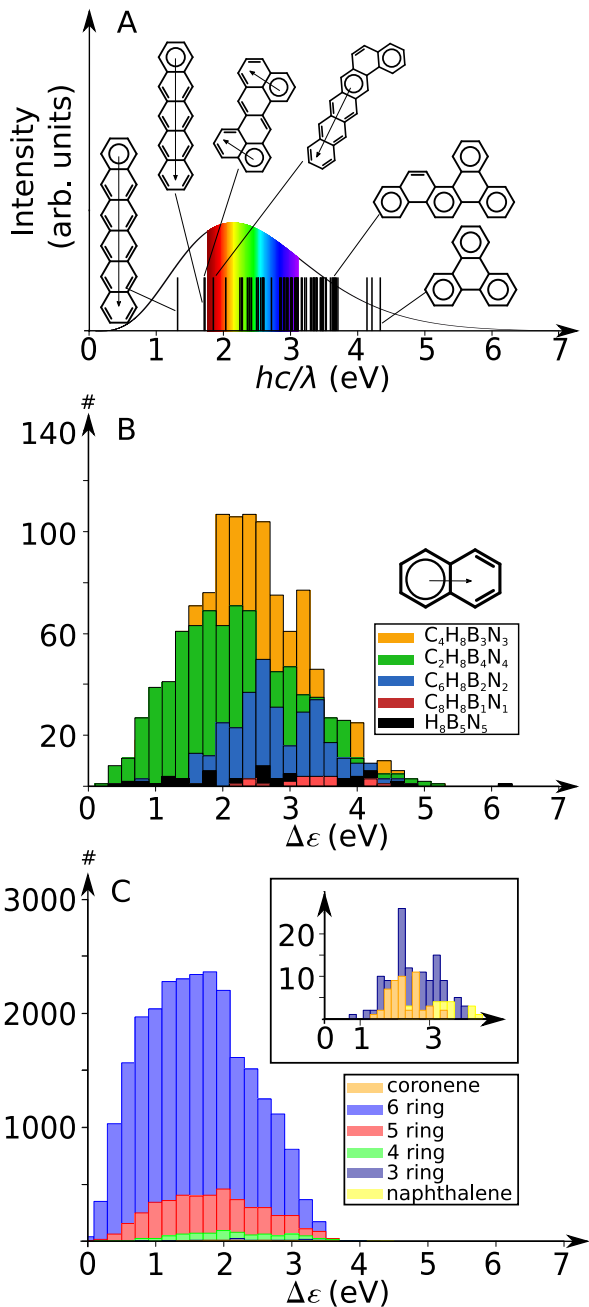 A
Intensity
(arb. units)
0 1 2 3 4 5 6 7
hc/λ (eV)
#
B
140
100
60
20
C₄H₈B₃N₃
C₂H₈B₄N₄
C₆H₈B₂N₂
C₈H₈B₁N₁
H₈B₅N₅
0 1 2 3 4 5 6 7
Δε (eV)
#
C
3000
2000
1000
20
10
0 1 3
coronene
6 ring
5 ring
4 ring
3 ring
naphthalene
0 1 2 3 4 5 6 7
Δε (eV)